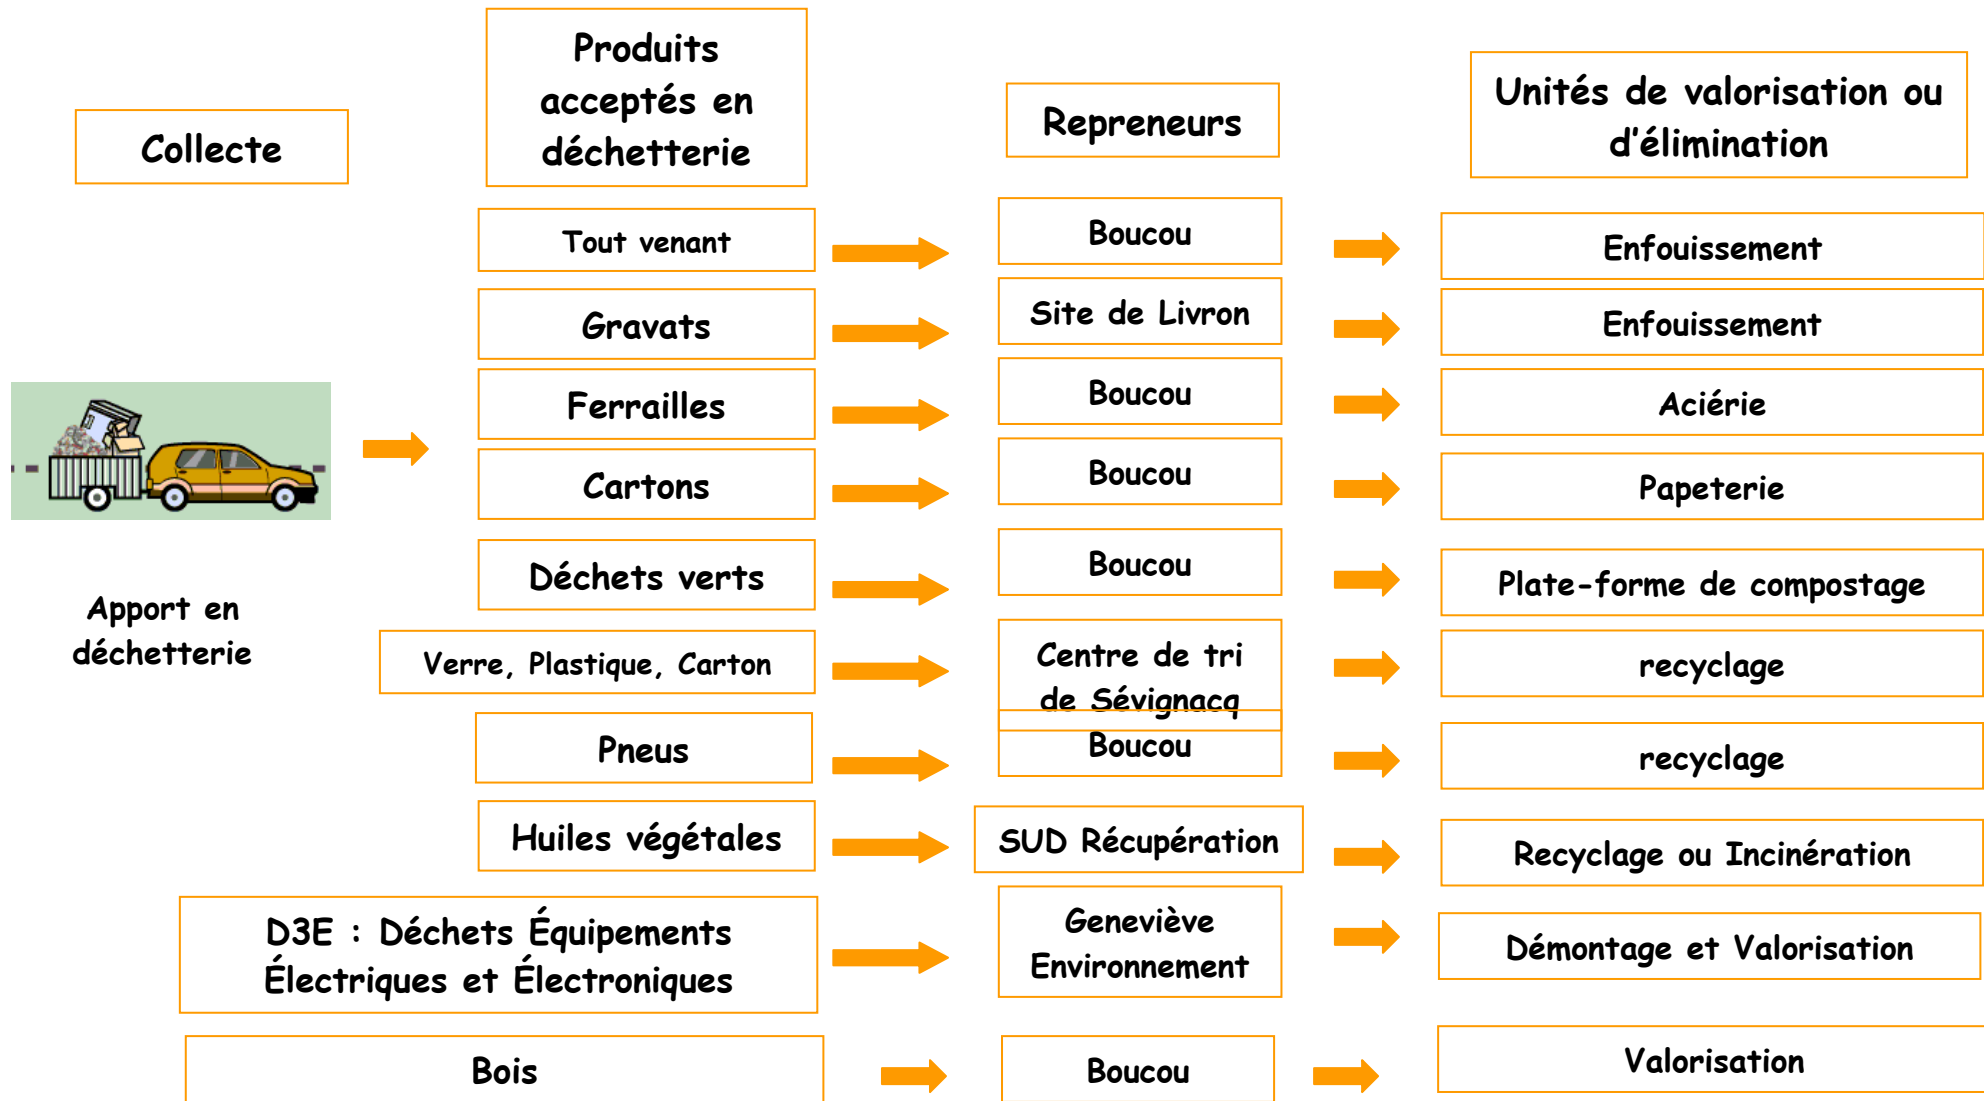 Collecte
Produits
acceptés en
déchetterie
Repreneurs
Unités de valorisation ou
d'élimination
Tout venant
Boucou
Enfouissement
Gravats
Site de Livron
Enfouissement
Ferrailles
Boucou
Aciérie
Cartons
Boucou
Papeterie
Apport en
déchetterie
Déchets verts
Boucou
Plate-forme de compostage
Verre, Plastique, Carton
Centre de tri
de Sévignacq
recyclage
Pneus
Boucou
recyclage
Huiles végétales
SUD Récupération
Recyclage ou Incinération
D3E : Déchets Équipements
Électriques et Électroniques
Geneviève
Environnement
Démontage et Valorisation
Bois
Boucou
Valorisation